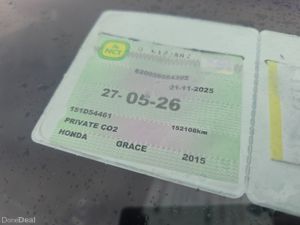 NCT
21-11-2025
27-05-26
151D54461
PRIVATE CO2
152108km
HONDA GRACE 2015
DoneDeal